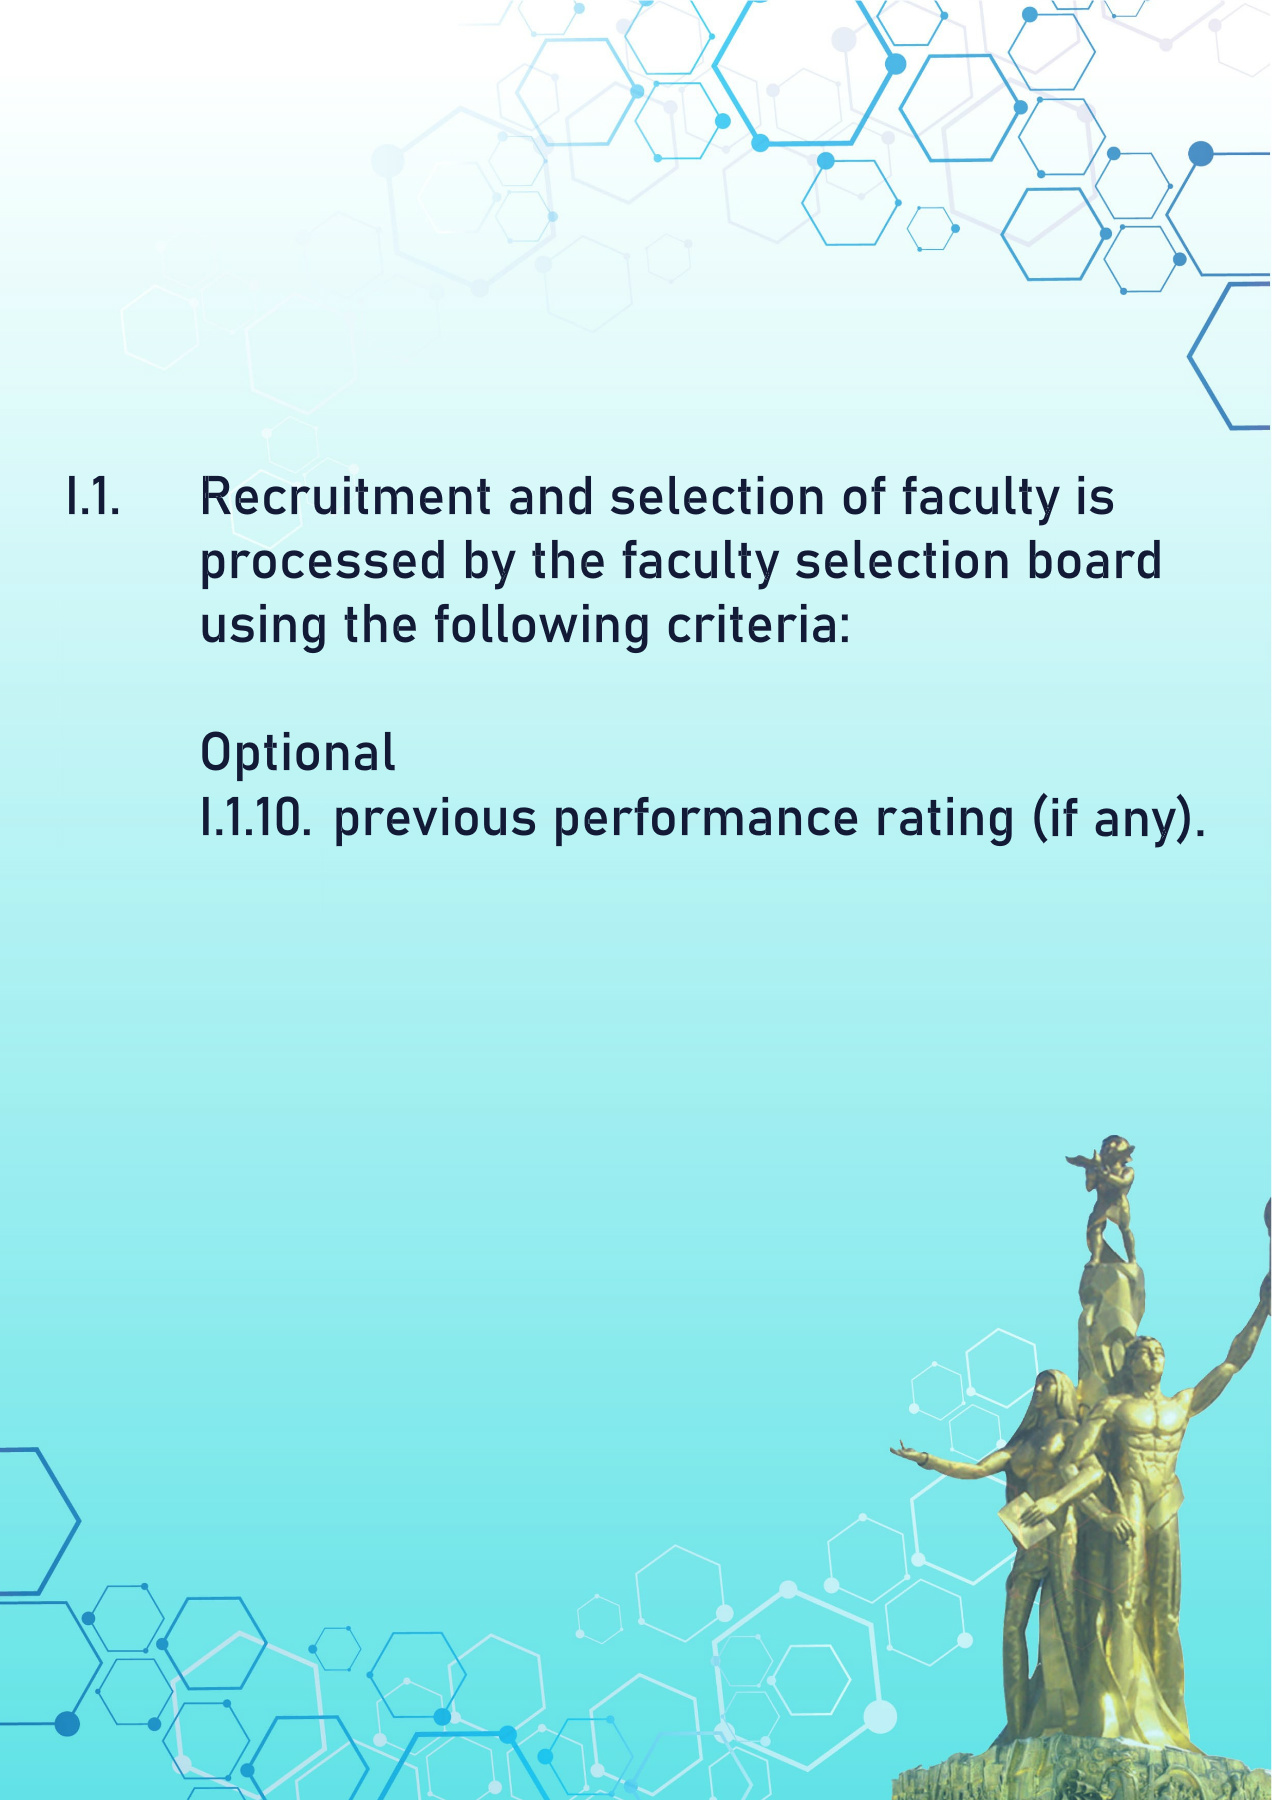 I.1. Recruitment and selection of faculty is
processed by the faculty selection board
using the following criteria:
Optional
I.1.10. previous performance rating (if any).